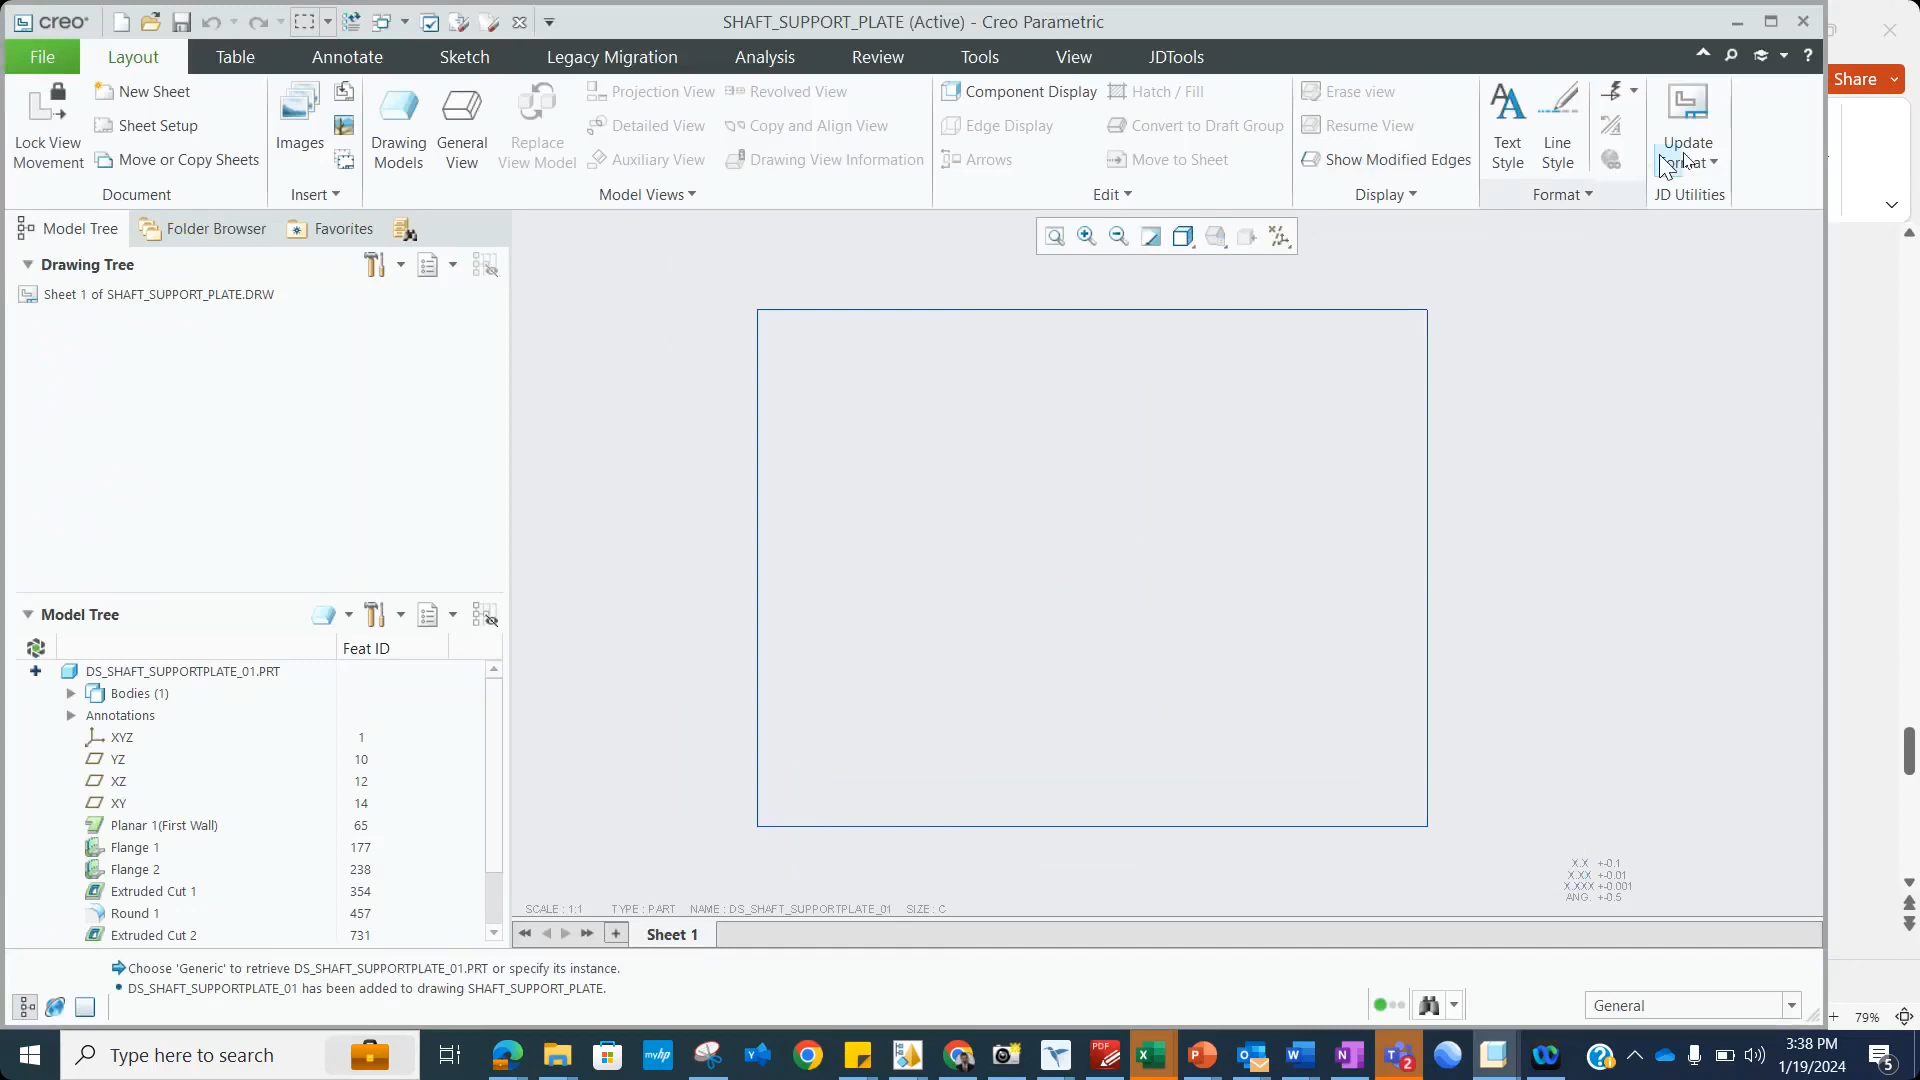 creo®
SHAFT_SUPPORT_PLATE (Active) - Creo Parametric
File Layout Table Annotate Sketch Legacy Migration Analysis Review Tools View JDTools
Share
Lock View Movement
New Sheet
Sheet Setup
Move or Copy Sheets
Document
Images
Insert
Drawing Models
General View
Replace View Model
Projection View
Detailed View
Auxiliary View
Revolved View
Copy and Align View
Drawing View Information
Model Views
Component Display
Edge Display
Arrows
Hatch / Fill
Convert to Draft Group
Move to Sheet
Edit
Erase view
Resume View
Show Modified Edges
Display
Text Style
Line Style
Format
Update
JD Utilities
Model Tree Folder Browser Favorites
Drawing Tree
Sheet 1 of SHAFT_SUPPORT_PLATE.DRW
Model Tree
Feat ID
DS_SHAFT_SUPPORTPLATE_01.PRT
Bodies (1)
Annotations
XYZ 1
YZ 10
XZ 12
XY 14
Planar 1(First Wall) 65
Flange 1 177
Flange 2 238
Extruded Cut 1 354
Round 1 457
Extruded Cut 2 731
X.X +-0.1
X.XX +-0.01
X.XXX +-0.001
ANG. +-0.5
SCALE : 1:1 TYPE : PART NAME : DS_SHAFT_SUPPORTPLATE_01 SIZE : C
Sheet 1
Choose 'Generic' to retrieve DS_SHAFT_SUPPORTPLATE_01.PRT or specify its instance.
DS_SHAFT_SUPPORTPLATE_01 has been added to drawing SHAFT_SUPPORT_PLATE.
General
79%
Type here to search
myhp
PDF
2
3:38 PM
1/19/2024
5